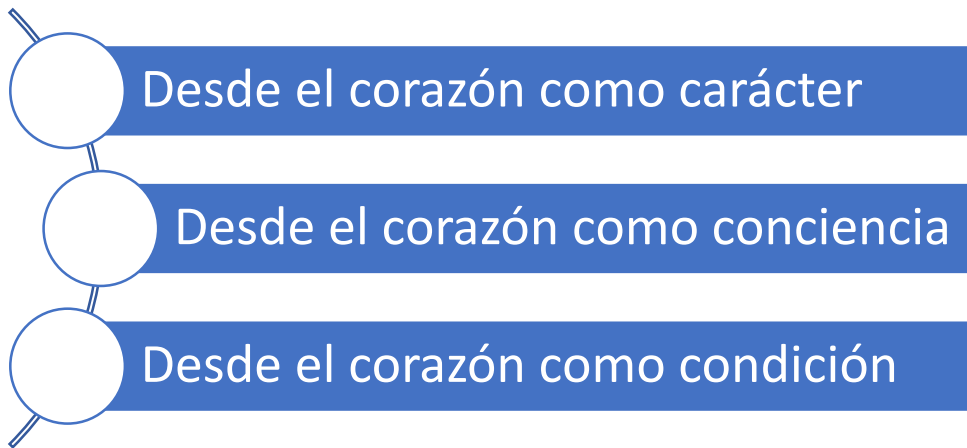 Desde el corazón como carácter
Desde el corazón como conciencia
Desde el corazón como condición